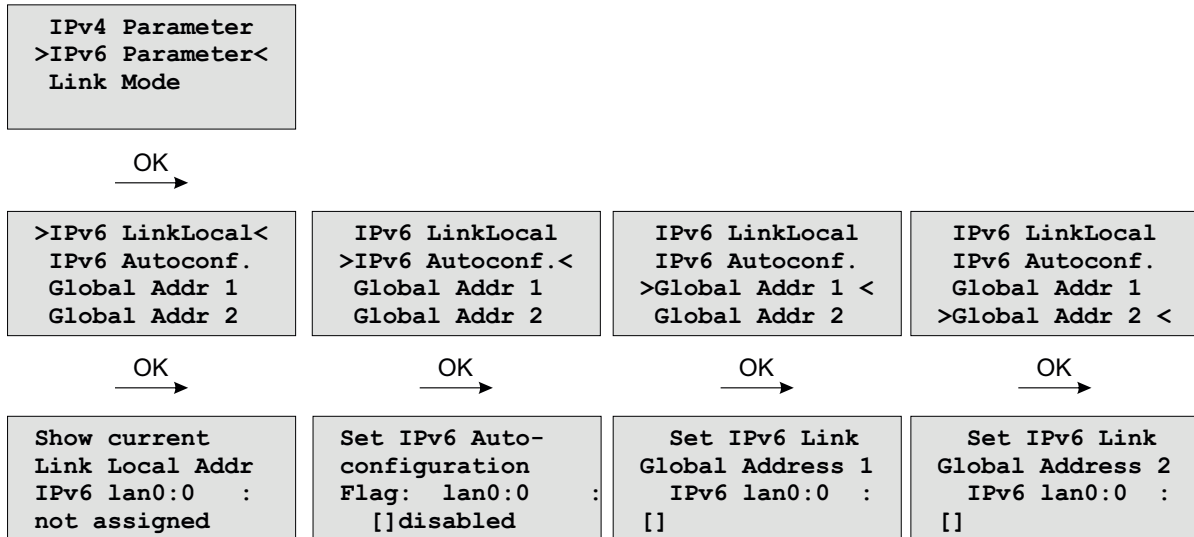 IPv4 Parameter
>IPv6 Parameter<
Link Mode
OK
>IPv6 LinkLocal<
IPv6 Autoconf.
Global Addr 1
Global Addr 2
IPv6 LinkLocal
>IPv6 Autoconf.<
Global Addr 1
Global Addr 2
IPv6 LinkLocal
IPv6 Autoconf.
>Global Addr 1 <
Global Addr 2
IPv6 LinkLocal
IPv6 Autoconf.
Global Addr 1
>Global Addr 2 <
OK
OK
OK
OK
Show current
Link Local Addr
IPv6 lan0:0 :
not assigned
Set IPv6 Auto-
configuration
Flag: lan0:0 :
[]disabled
Set IPv6 Link
Global Address 1
IPv6 lan0:0 :
[]
Set IPv6 Link
Global Address 2
IPv6 lan0:0 :
[]